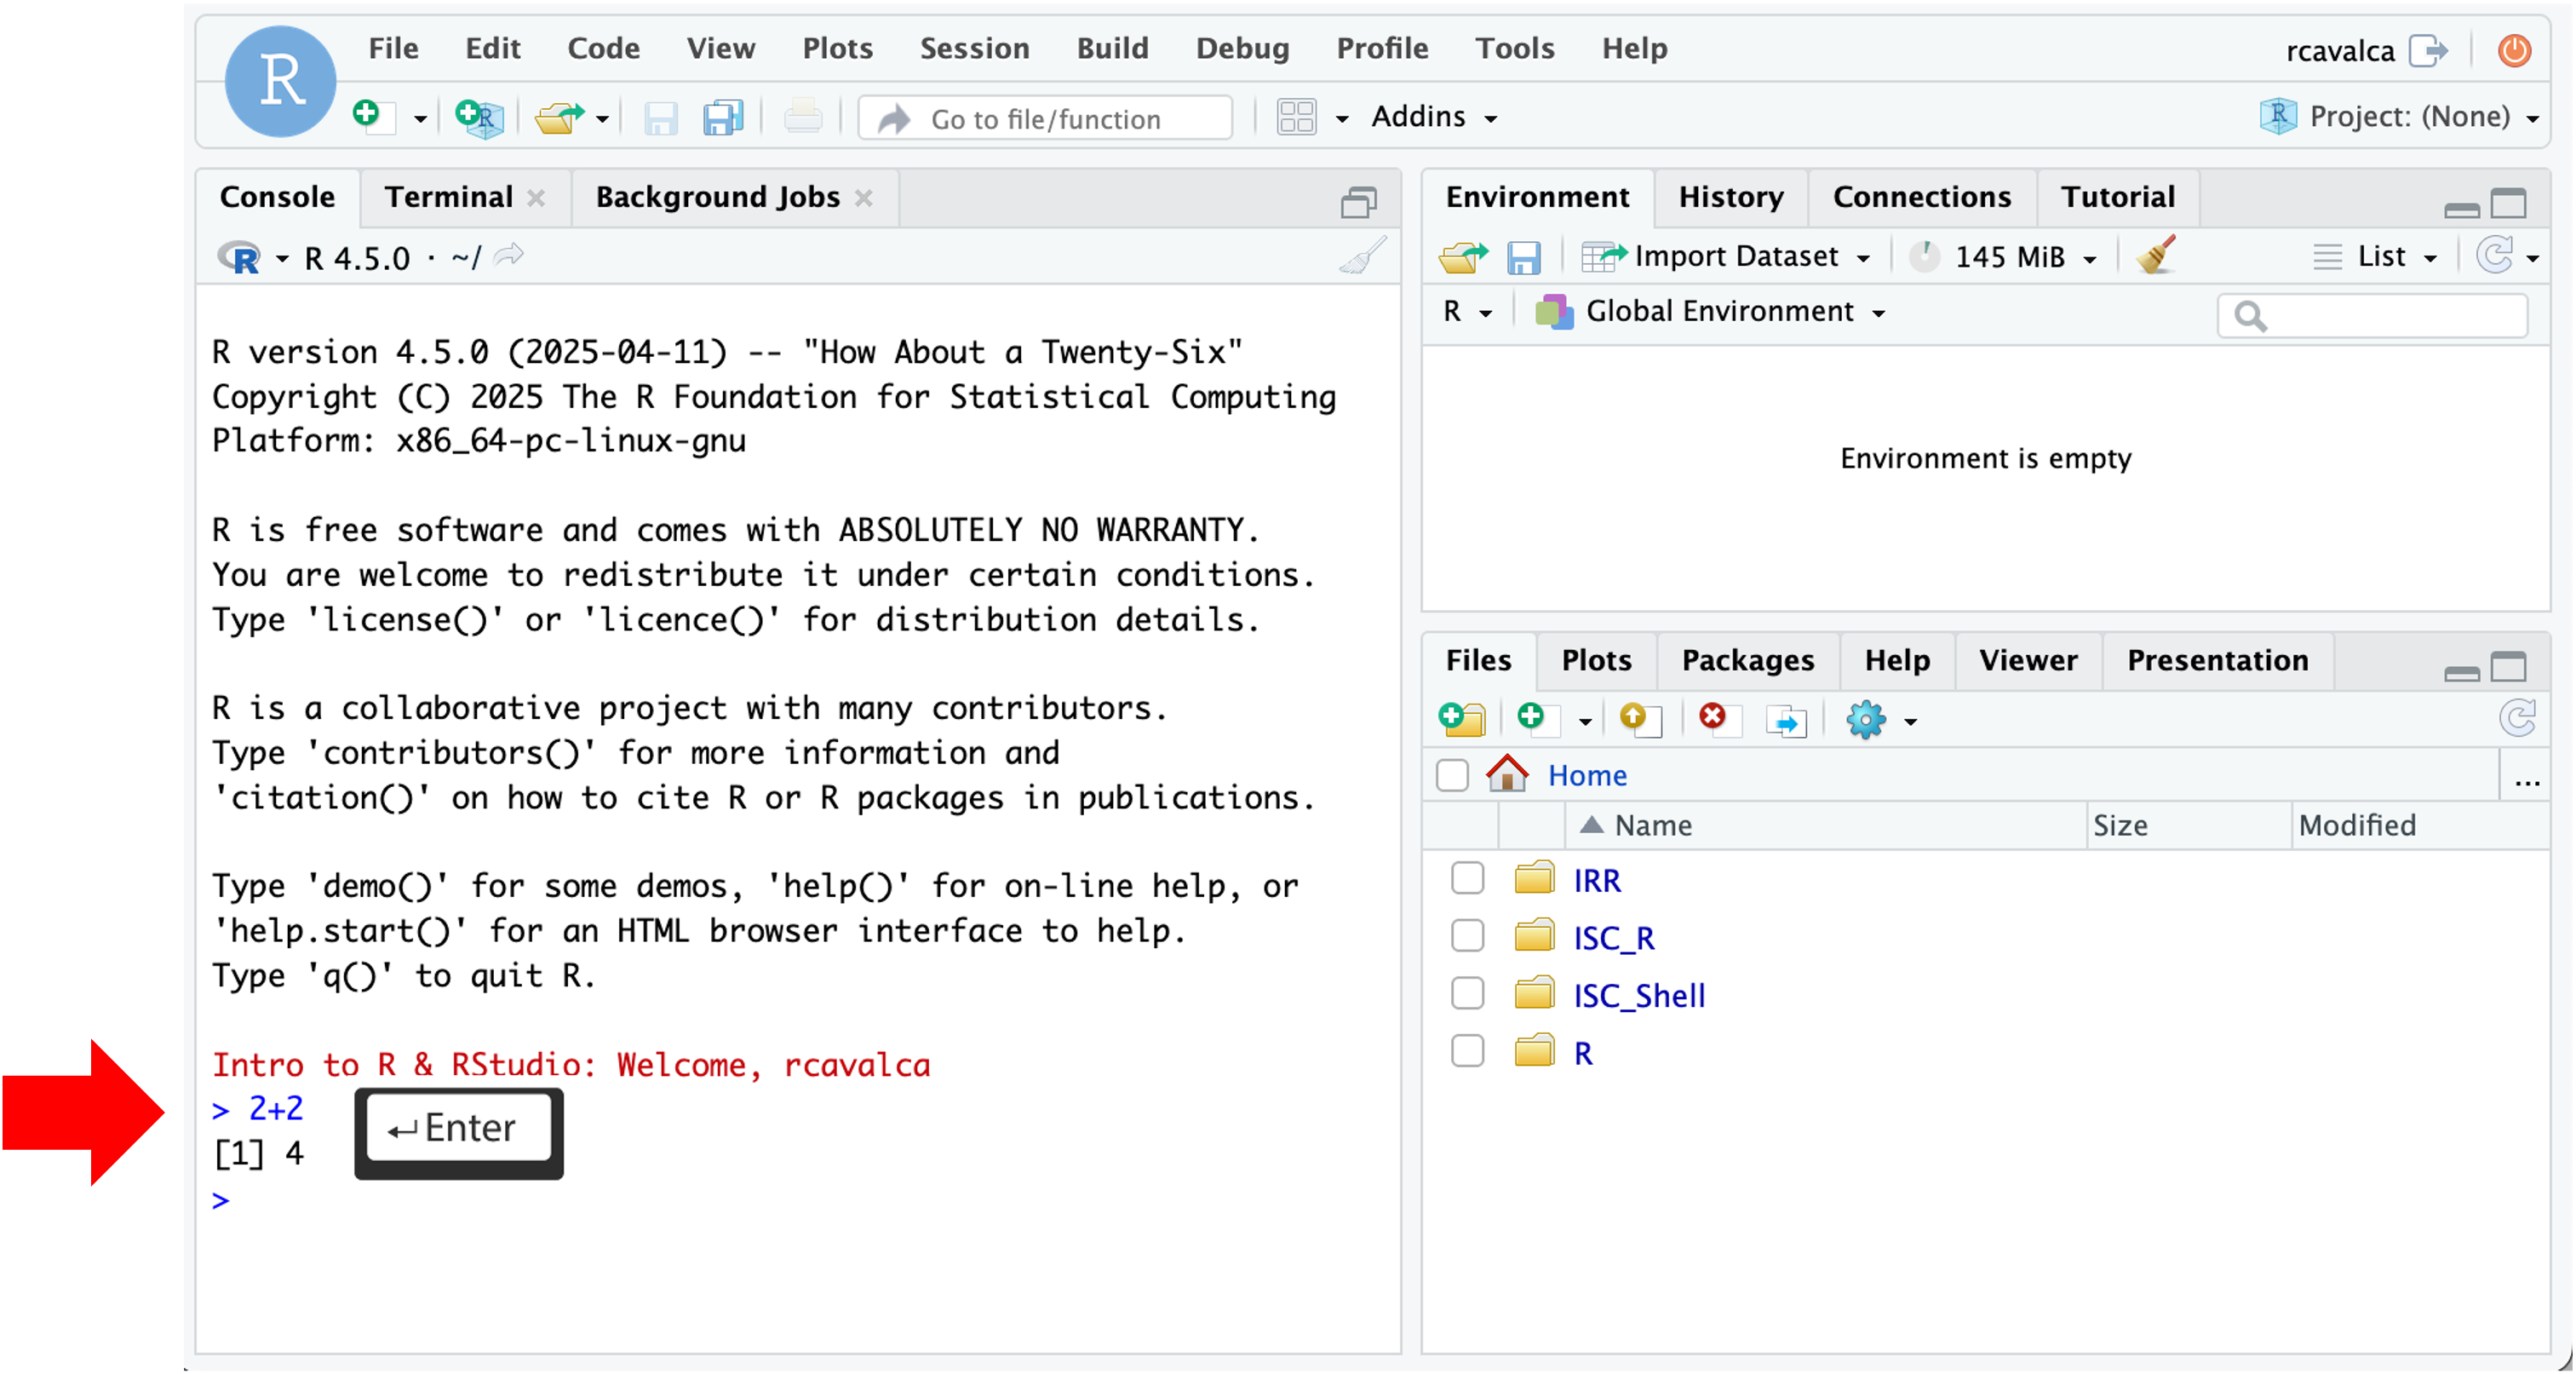 R
File Edit Code View Plots Session Build Debug Profile Tools Help
rcavalca
R
Go to file/function
Addins
R Project: (None)
Console Terminal Background Jobs
R R 4.5.0 · ~/
R version 4.5.0 (2025-04-11) -- "How About a Twenty-Six"
Copyright (C) 2025 The R Foundation for Statistical Computing
Platform: x86_64-pc-linux-gnu
R is free software and comes with ABSOLUTELY NO WARRANTY.
You are welcome to redistribute it under certain conditions.
Type 'license()' or 'licence()' for distribution details.
R is a collaborative project with many contributors.
Type 'contributors()' for more information and
'citation()' on how to cite R or R packages in publications.
Type 'demo()' for some demos, 'help()' for on-line help, or
'help.start()' for an HTML browser interface to help.
Type 'q()' to quit R.
Intro to R & RStudio: Welcome, rcavalca
> 2+2
↵Enter
[1] 4
>
Environment History Connections Tutorial
Import Dataset 145 MiB List
R Global Environment
Environment is empty
Files Plots Packages Help Viewer Presentation
Home ...
Name Size Modified
IRR
ISC_R
ISC_Shell
R